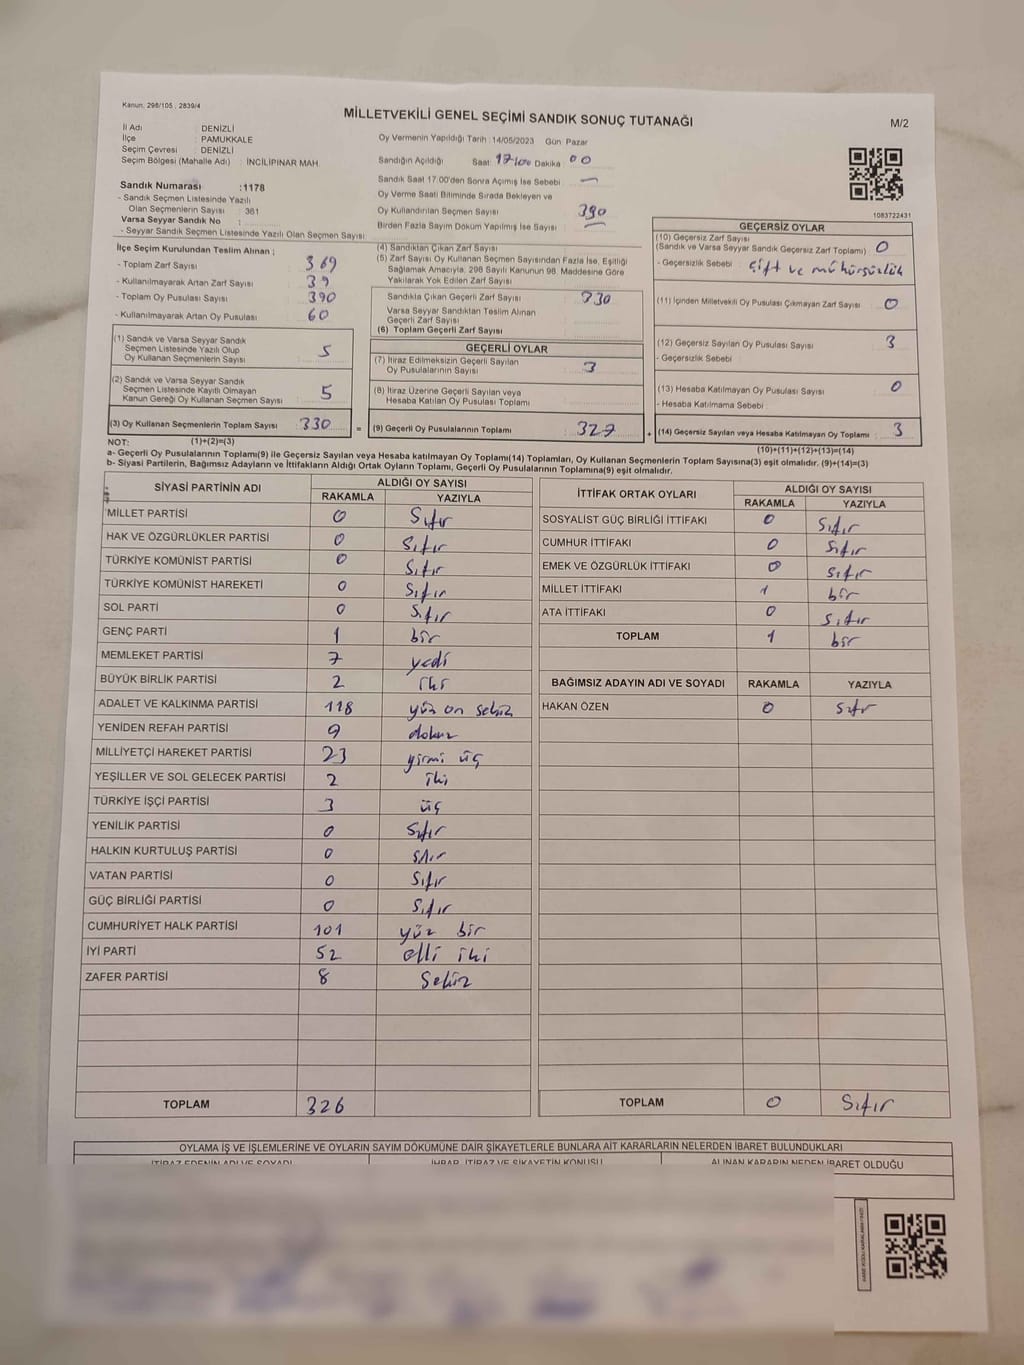 Kanun, 298/105 , 2839/4
MİLLETVEKİLİ GENEL SEÇİMİ SANDIK SONUÇ TUTANAĞI
M/2
İl Adı : DENİZLİ
İlçe : PAMUKKALE
Seçim Çevresi : DENİZLİ
Seçim Bölgesi (Mahalle Adı) : İNCİLİPINAR MAH.
Oy Vermenin Yapıldığı Tarih :14/05/2023 Gün: Pazar
Sandığın Açıldığı Saat: 17:00 Dakika 00
Sandık Saat 17.00'den Sonra Açımış İse Sebebi : -
Oy Verme Saati Bitiminde Sırada Bekleyen ve
Oy Kullandırılan Seçmen Sayısı
Birden Fazla Sayım Döküm Yapılmış İse Sayısı :
1083722431
Sandık Numarası :1178
- Sandık Seçmen Listesinde Yazılı
Olan Seçmenlerin Sayısı : 361
Varsa Seyyar Sandık No :
- Seyyar Sandık Seçmen Listesinde Yazılı Olan Seçmen Sayısı:
İlçe Seçim Kurulundan Teslim Alınan ;
- Toplam Zarf Sayısı : 369
- Kullanılmayarak Artan Zarf Sayısı : 39
- Toplam Oy Pusulası Sayısı : 390
- Kullanılmayarak Artan Oy Pusulası : 60
(1) Sandık ve Varsa Seyyar Sandık
Seçmen Listesinde Yazılı Olup
Oy Kullanan Seçmenlerin Sayısı : 5
(2) Sandık ve Varsa Seyyar Sandık
Seçmen Listesinde Kayıtlı Olmayan
Kanun Gereği Oy Kullanan Seçmen Sayısı : 5
(3) Oy Kullanan Seçmenlerin Toplam Sayısı : 330
(4) Sandıktan Çıkan Zarf Sayısı :
(5) Zarf Sayısı Oy Kullanan Seçmen Sayısından Fazla İse, Eşitliği
Sağlamak Amacıyla, 298 Sayılı Kanunun 98. Maddesine Göre
Yakılarak Yok Edilen Zarf Sayısı :
Sandıkla Çıkan Geçerli Zarf Sayısı : 330
Varsa Seyyar Sandıktan Teslim Alınan
Geçerli Zarf Sayısı :
(6) Toplam Geçerli Zarf Sayısı :
GEÇERLİ OYLAR
(7) İtiraz Edilmeksizin Geçerli Sayılan
Oy Pusulalarının Sayısı : 3
(8) İtiraz Üzerine Geçerli Sayılan veya
Hesaba Katılan Oy Pusulası Toplamı :
= (9) Geçerli Oy Pusulalarının Toplamı : 327
GEÇERSİZ OYLAR
(10) Geçersiz Zarf Sayısı
(Sandık ve Varsa Seyyar Sandık Geçersiz Zarf Toplamı) : 0
- Geçersizlik Sebebi : çift ve mühürsüzlük
(11) İçinden Milletvekili Oy Pusulası Çıkmayan Zarf Sayısı : 0
(12) Geçersiz Sayılan Oy Pusulası Sayısı : 3
- Geçersizlik Sebebi :
(13) Hesaba Katılmayan Oy Pusulası Sayısı : 0
- Hesaba Katılmama Sebebi :
+ (14) Geçersiz Sayılan veya Hesaba Katılmayan Oy Toplamı : 3
NOT: (1)+(2)=(3) (10)+(11)+(12)+(13)=(14)
a- Geçerli Oy Pusulalarının Toplamı(9) ile Geçersiz Sayılan veya Hesaba katılmayan Oy Toplamı(14) Toplamları, Oy Kullanan Seçmenlerin Toplam Sayısına(3) eşit olmalıdır. (9)+(14)=(3)
b- Siyasi Partilerin, Bağımsız Adayların ve İttifakların Aldığı Ortak Oyların Toplamı, Geçerli Oy Pusulalarının Toplamına(9) eşit olmalıdır.
SİYASİ PARTİNİN ADI ALDIĞI OY SAYISI
RAKAMLA YAZIYLA
MİLLET PARTİSİ 0 Sıfır
HAK VE ÖZGÜRLÜKLER PARTİSİ 0 Sıfır
TÜRKİYE KOMÜNİST PARTİSİ 0 Sıfır
TÜRKİYE KOMÜNİST HAREKETİ 0 Sıfır
SOL PARTİ 0 Sıfır
GENÇ PARTİ 1 bir
MEMLEKET PARTİSİ 7 yedi
BÜYÜK BİRLİK PARTİSİ 2 iki
ADALET VE KALKINMA PARTİSİ 118 yüz on sekiz
YENİDEN REFAH PARTİSİ 9 dokuz
MİLLİYETÇİ HAREKET PARTİSİ 23 yirmi üç
YEŞİLLER VE SOL GELECEK PARTİSİ 2 iki
TÜRKİYE İŞÇİ PARTİSİ 3 üç
YENİLİK PARTİSİ 0 Sıfır
HALKIN KURTULUŞ PARTİSİ 0 Sıfır
VATAN PARTİSİ 0 Sıfır
GÜÇ BİRLİĞİ PARTİSİ 0 Sıfır
CUMHURİYET HALK PARTİSİ 101 yüz bir
İYİ PARTİ 52 elli iki
ZAFER PARTİSİ 8 Sekiz
TOPLAM 326
İTTİFAK ORTAK OYLARI ALDIĞI OY SAYISI
RAKAMLA YAZIYLA
SOSYALİST GÜÇ BİRLİĞİ İTTİFAKI 0 Sıfır
CUMHUR İTTİFAKI 0 Sıfır
EMEK VE ÖZGÜRLÜK İTTİFAKI 0 Sıfır
MİLLET İTTİFAKI 1 bir
ATA İTTİFAKI 0 Sıfır
TOPLAM 1 bir
BAĞIMSIZ ADAYIN ADI VE SOYADI RAKAMLA YAZIYLA
HAKAN ÖZEN 0 Sıfır
TOPLAM 0 Sıfır
OYLAMA İŞ VE İŞLEMLERİNE VE OYLARIN SAYIM DÖKÜMÜNE DAİR ŞİKAYETLERLE BUNLARA AİT KARARLARIN NELERDEN İBARET BULUNDUKLARI
İTİRAZ EDENİN ADI VE SOYADI İHBAR, İTİRAZ VE ŞİKAYETİN KONUSU ALINAN KARARIN NEDEN İBARET OLDUĞU